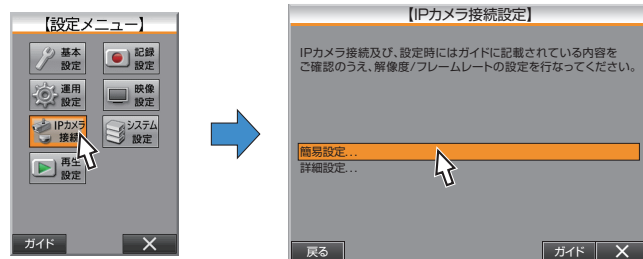 【設定メニュー】
基本
設定
記録
設定
運用
設定
映像
設定
IPカメラ
接続
システム
設定
再生
設定
ガイド
【IPカメラ接続設定】
IPカメラ接続及び、設定時にはガイドに記載されている内容を
ご確認のうえ、解像度/フレームレートの設定を行なってください。
簡易設定...
詳細設定...
戻る
ガイド